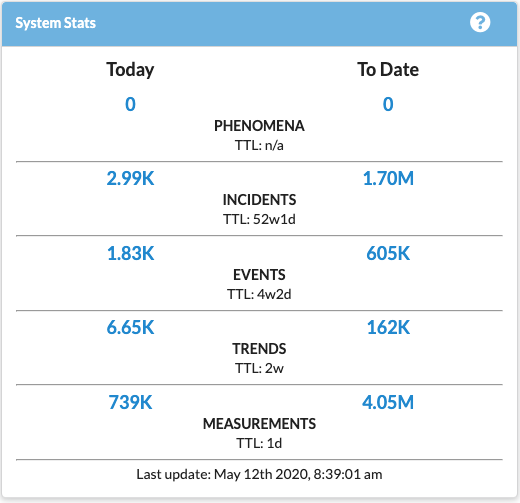 System Stats ?
Today To Date
0 0
PHENOMENA
TTL: n/a
2.99K 1.70M
INCIDENTS
TTL: 52w1d
1.83K 605K
EVENTS
TTL: 4w2d
6.65K 162K
TRENDS
TTL: 2w
739K 4.05M
MEASUREMENTS
TTL: 1d
Last update: May 12th 2020, 8:39:01 am